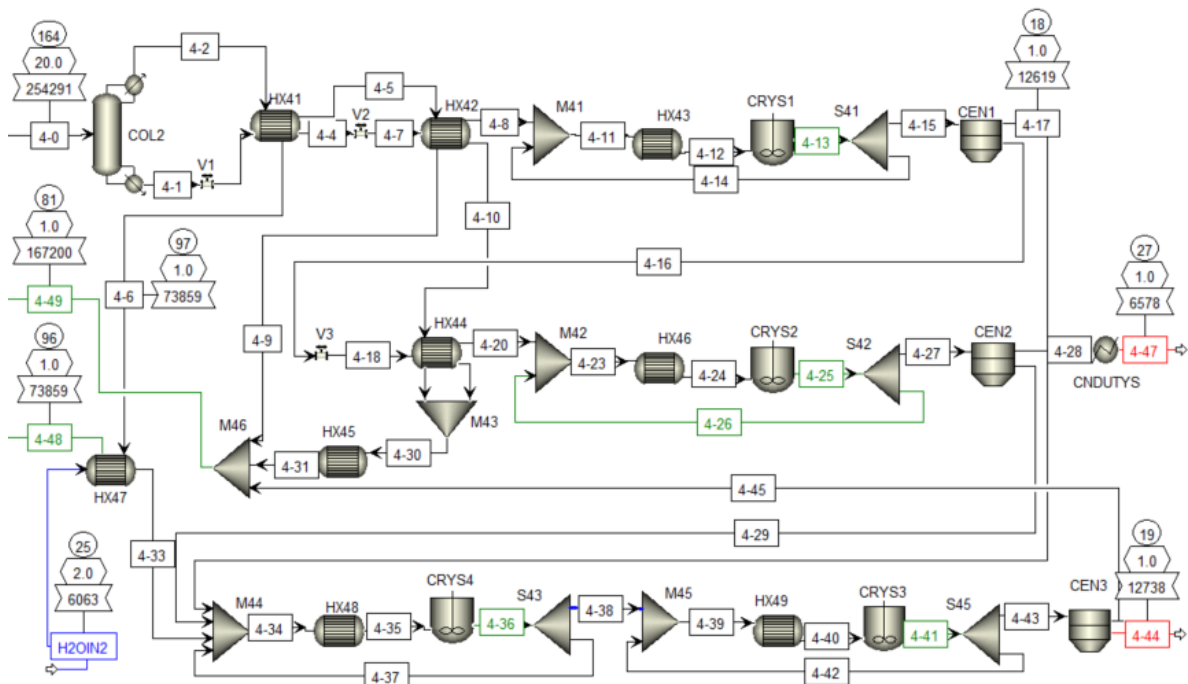 164
20.0
254291
4-0
COL2
4-2
4-1
V1
HX41
4-5
4-4
V2
4-7
HX42
4-8
M41
4-11
HX43
4-12
4-14
CRYS1
4-13
S41
4-15
CEN1
18
1.0
12619
4-17
81
1.0
167200
4-49
97
1.0
73859
4-6
4-10
4-16
27
1.0
6578
4-47
96
1.0
73859
4-48
4-9
V3
4-18
HX44
4-20
M42
4-23
HX46
4-24
CRYS2
4-25
S42
4-27
CEN2
4-28
CNDUTYS
4-26
M43
M46
HX45
4-31
4-30
HX47
4-45
4-29
25
2.0
6063
H2OIN2
4-33
M44
4-34
HX48
4-35
CRYS4
4-36
S43
4-38
M45
4-39
HX49
4-40
CRYS3
4-41
S45
4-43
CEN3
19
1.0
12738
4-44
4-37
4-42